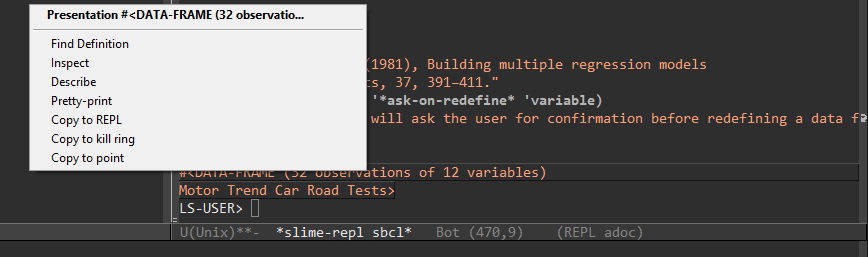 Presentation #<DATA-FRAME (32 observatio...
Find Definition
Inspect
Describe
Pretty-print
Copy to REPL
Copy to kill ring
Copy to point
(1981), Building multiple regression models
cs, 37, 391–411."
'*ask-on-redefine* 'variable)
will ask the user for confirmation before redefining a data f
#<DATA-FRAME (32 observations of 12 variables)
Motor Trend Car Road Tests>
LS-USER>
U(Unix)**- *slime-repl sbcl* Bot (470,9) (REPL adoc)